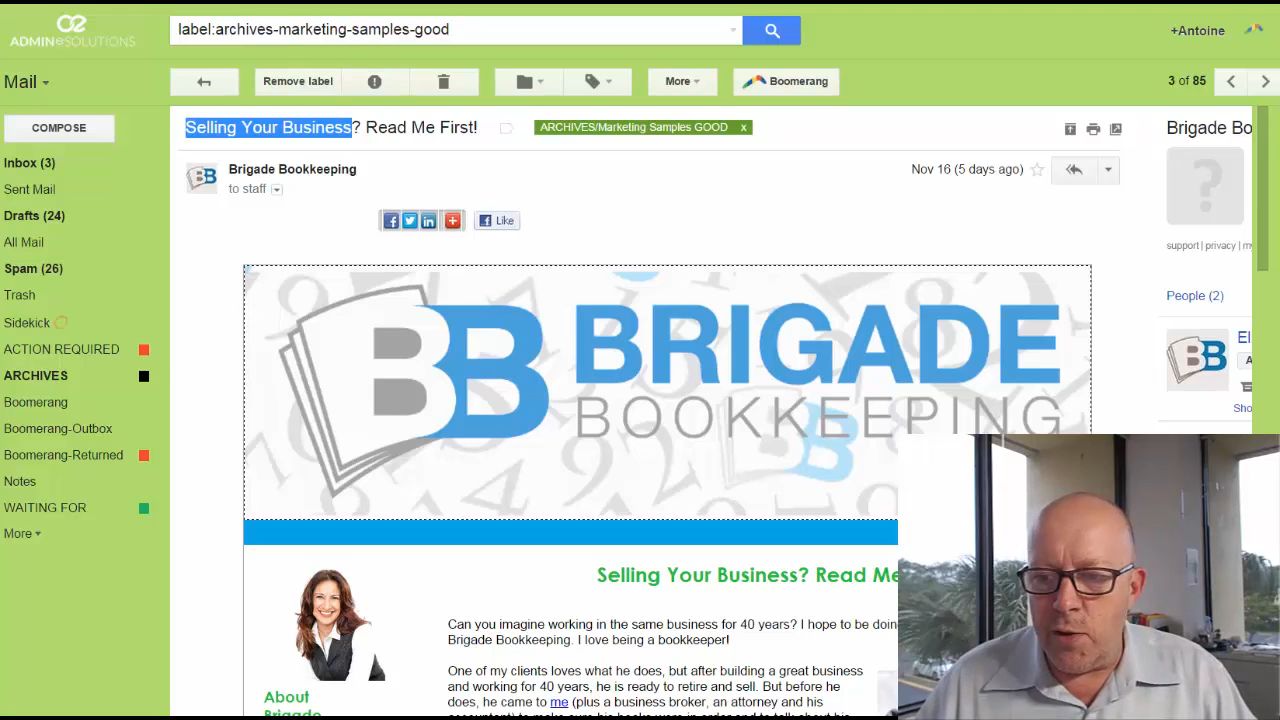 label:archives-marketing-samples-good
+Antoine
ADMINeSOLUTIONS
Mail
Remove label
More
Boomerang
3 of 85
COMPOSE
Selling Your Business? Read Me First!
ARCHIVES/Marketing Samples GOOD x
Brigade Bo
Inbox (3)
Sent Mail
Drafts (24)
All Mail
Spam (26)
Trash
Sidekick
ACTION REQUIRED
ARCHIVES
Boomerang
Boomerang-Outbox
Boomerang-Returned
Notes
WAITING FOR
More
Brigade Bookkeeping
to staff
Nov 16 (5 days ago)
Like
support | privacy | my
People (2)
El
A
Sho
BB
BRIGADE
BOOKKEEPING
Selling Your Business? Read Me
Can you imagine working in the same business for 40 years? I hope to be doin
Brigade Bookkeeping. I love being a bookkeeper!
One of my clients loves what he does, but after building a great business
and working for 40 years, he is ready to retire and sell. But before he
does, he came to me (plus a business broker, an attorney and his
About
Brigade